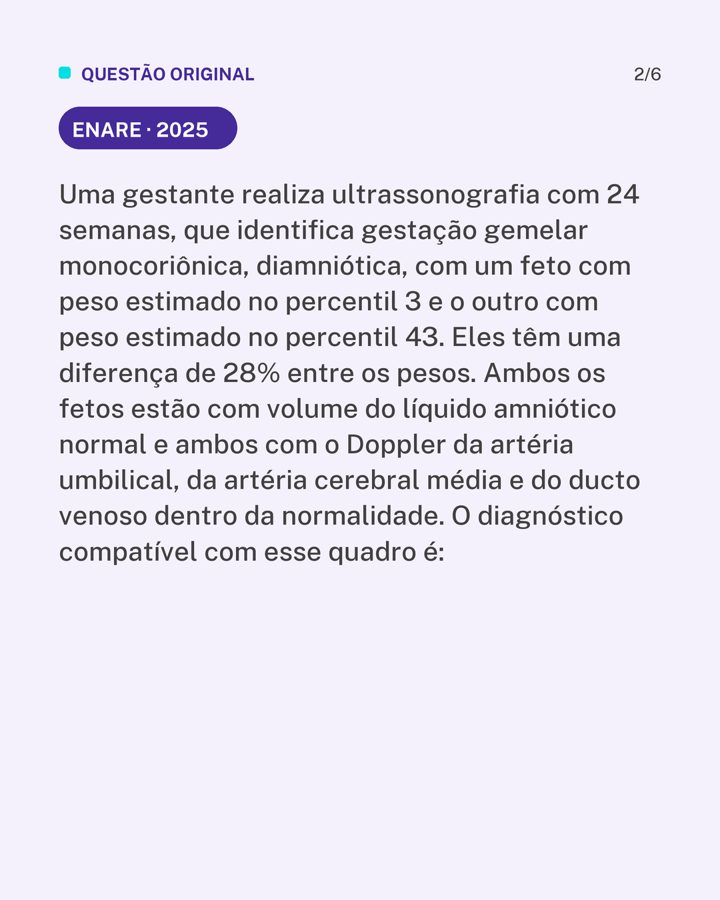 QUESTÃO ORIGINAL
2/6
ENARE · 2025
Uma gestante realiza ultrassonografia com 24
semanas, que identifica gestação gemelar
monocoriônica, diamniótica, com um feto com
peso estimado no percentil 3 e o outro com
peso estimado no percentil 43. Eles têm uma
diferença de 28% entre os pesos. Ambos os
fetos estão com volume do líquido amniótico
normal e ambos com o Doppler da artéria
umbilical, da artéria cerebral média e do ducto
venoso dentro da normalidade. O diagnóstico
compatível com esse quadro é: